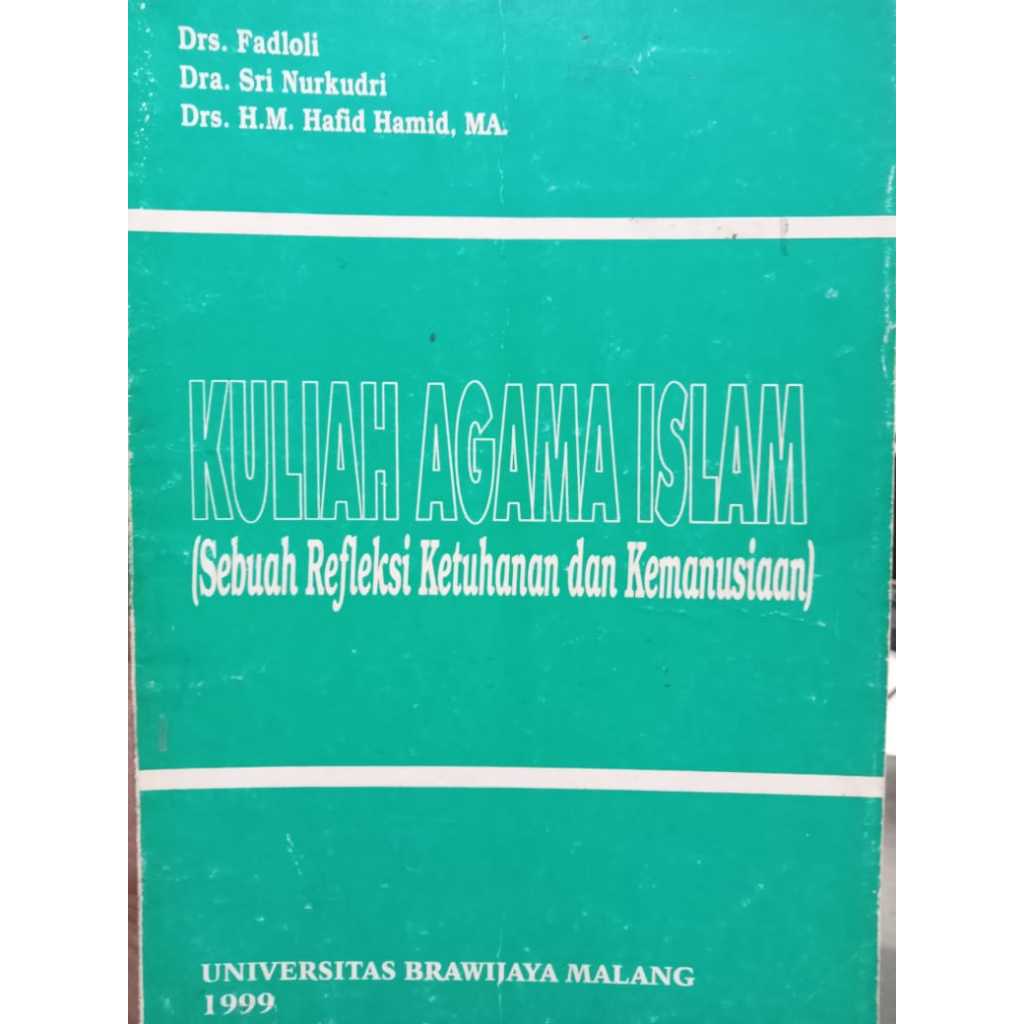 Drs. Fadloli
Dra. Sri Nurkudri
Drs. H.M. Hafid Hamid, MA.
KULIAH AGAMA ISLAM
(Sebuah Refleksi Ketuhanan dan Kemanusiaan)
UNIVERSITAS BRAWIJAYA MALANG
1999